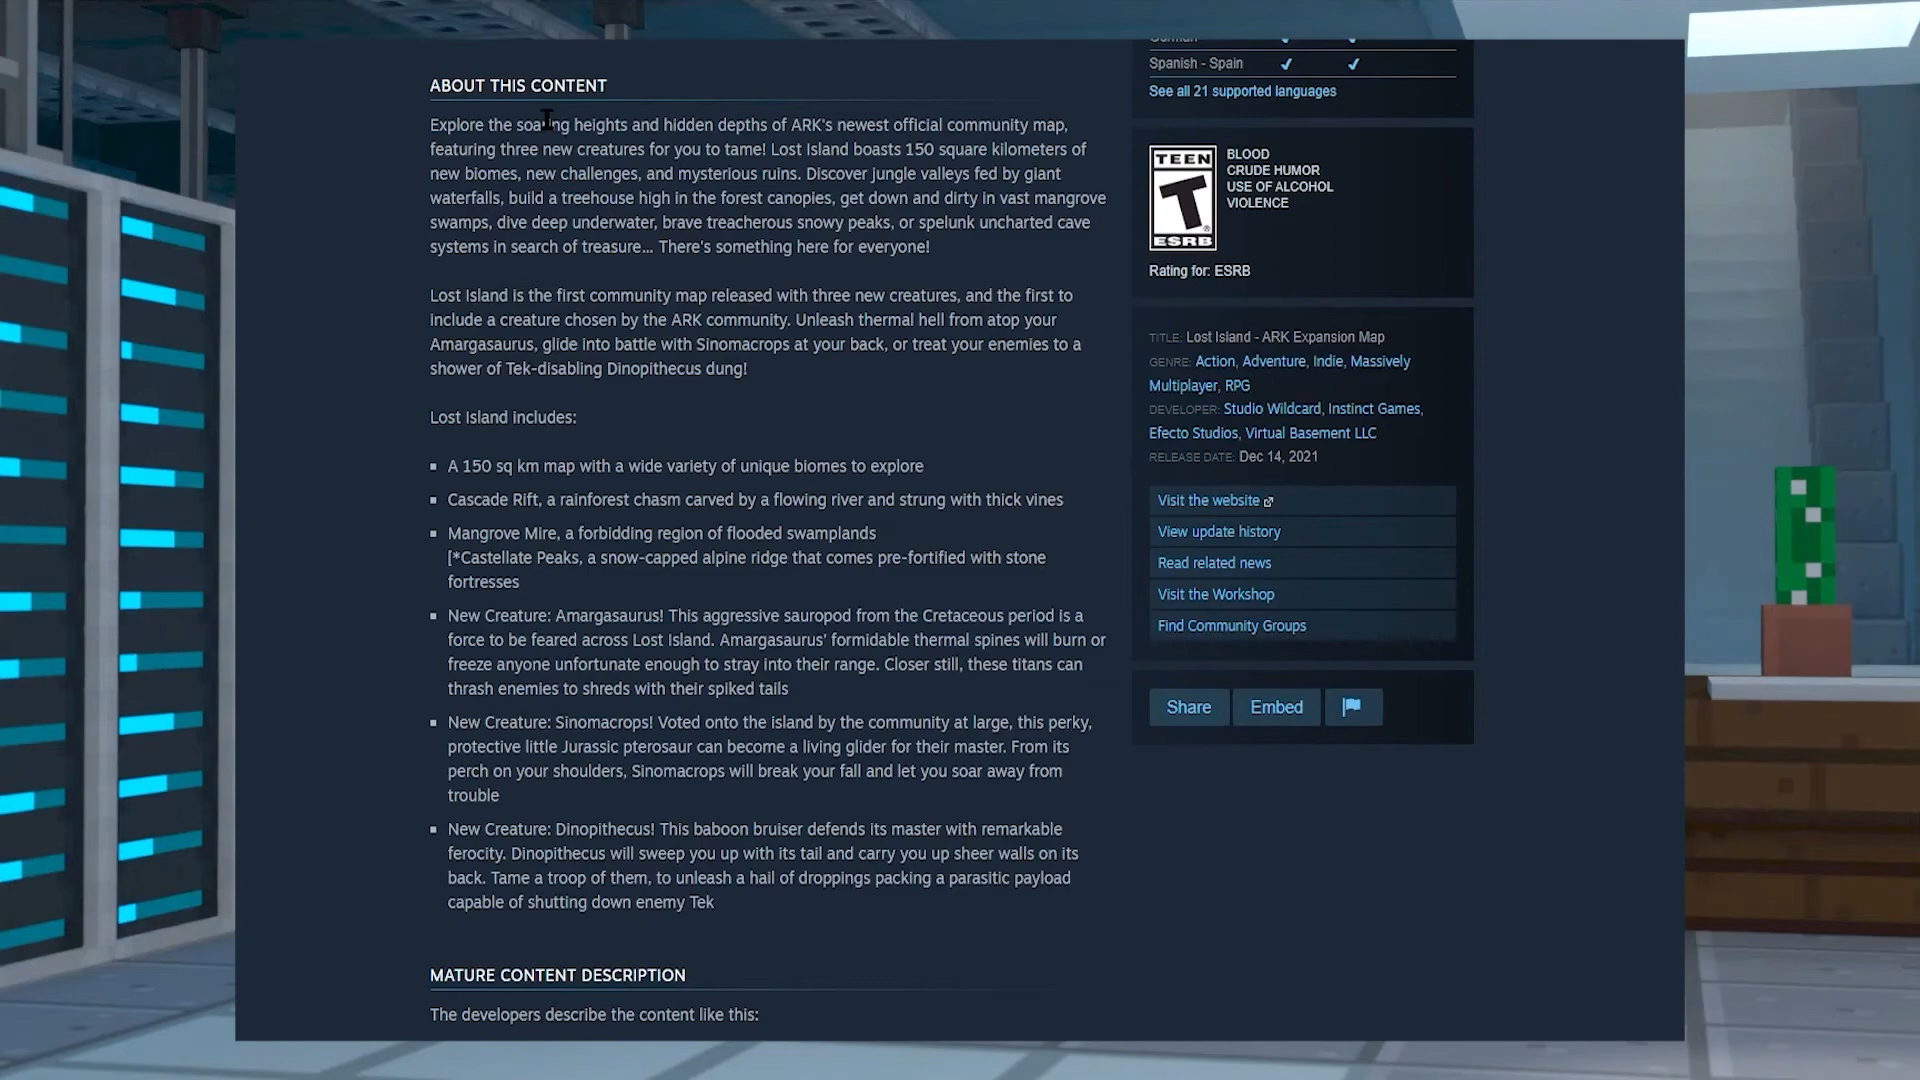 ABOUT THIS CONTENT
Explore the soaring heights and hidden depths of ARK's newest official community map,
featuring three new creatures for you to tame! Lost Island boasts 150 square kilometers of
new biomes, new challenges, and mysterious ruins. Discover jungle valleys fed by giant
waterfalls, build a treehouse high in the forest canopies, get down and dirty in vast mangrove
swamps, dive deep underwater, brave treacherous snowy peaks, or spelunk uncharted cave
systems in search of treasure... There's something here for everyone!
Lost Island is the first community map released with three new creatures, and the first to
include a creature chosen by the ARK community. Unleash thermal hell from atop your
Amargasaurus, glide into battle with Sinomacrops at your back, or treat your enemies to a
shower of Tek-disabling Dinopithecus dung!
Lost Island includes:
A 150 sq km map with a wide variety of unique biomes to explore
Cascade Rift, a rainforest chasm carved by a flowing river and strung with thick vines
Mangrove Mire, a forbidding region of flooded swamplands
[*Castellate Peaks, a snow-capped alpine ridge that comes pre-fortified with stone
fortresses
New Creature: Amargasaurus! This aggressive sauropod from the Cretaceous period is a
force to be feared across Lost Island. Amargasaurus' formidable thermal spines will burn or
freeze anyone unfortunate enough to stray into their range. Closer still, these titans can
thrash enemies to shreds with their spiked tails
New Creature: Sinomacrops! Voted onto the island by the community at large, this perky,
protective little Jurassic pterosaur can become a living glider for their master. From its
perch on your shoulders, Sinomacrops will break your fall and let you soar away from
trouble
New Creature: Dinopithecus! This baboon bruiser defends its master with remarkable
ferocity. Dinopithecus will sweep you up with its tail and carry you up sheer walls on its
back. Tame a troop of them, to unleash a hail of droppings packing a parasitic payload
capable of shutting down enemy Tek
MATURE CONTENT DESCRIPTION
The developers describe the content like this:
German
Spanish - Spain
See all 21 supported languages
TEEN
T
ESRB
BLOOD
CRUDE HUMOR
USE OF ALCOHOL
VIOLENCE
Rating for: ESRB
TITLE: Lost Island - ARK Expansion Map
GENRE: Action, Adventure, Indie, Massively
Multiplayer, RPG
DEVELOPER: Studio Wildcard, Instinct Games,
Efecto Studios, Virtual Basement LLC
RELEASE DATE: Dec 14, 2021
Visit the website
View update history
Read related news
Visit the Workshop
Find Community Groups
Share
Embed